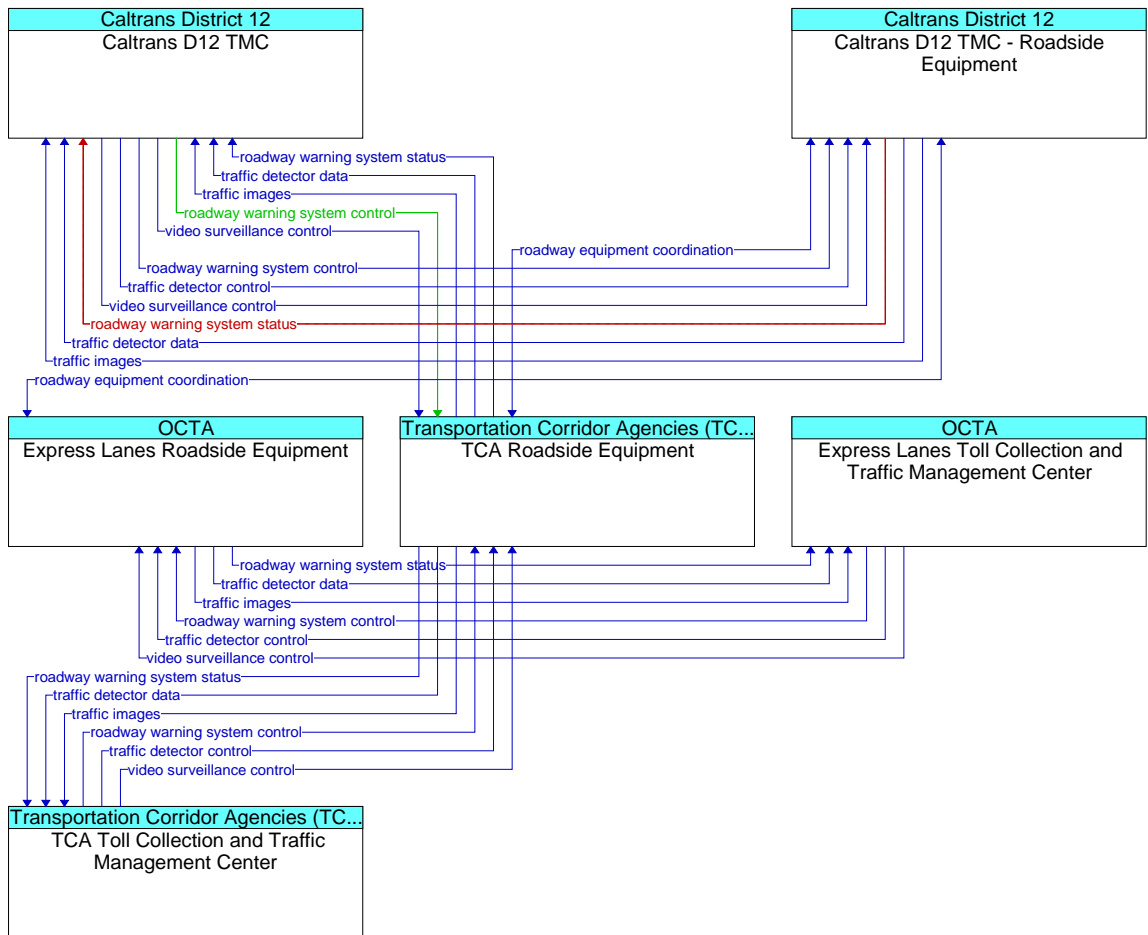 Caltrans District 12
Caltrans D12 TMC
Caltrans District 12
Caltrans D12 TMC - Roadside
Equipment
roadway warning system status
traffic detector data
traffic images
roadway warning system control
video surveillance control
roadway equipment coordination
roadway warning system control
traffic detector control
video surveillance control
roadway warning system status
traffic detector data
traffic images
roadway equipment coordination
OCTA
Express Lanes Roadside Equipment
Transportation Corridor Agencies (TC...
TCA Roadside Equipment
OCTA
Express Lanes Toll Collection and
Traffic Management Center
roadway warning system status
traffic detector data
traffic images
roadway warning system control
traffic detector control
video surveillance control
roadway warning system status
traffic detector data
traffic images
roadway warning system control
traffic detector control
video surveillance control
Transportation Corridor Agencies (TC...
TCA Toll Collection and Traffic
Management Center